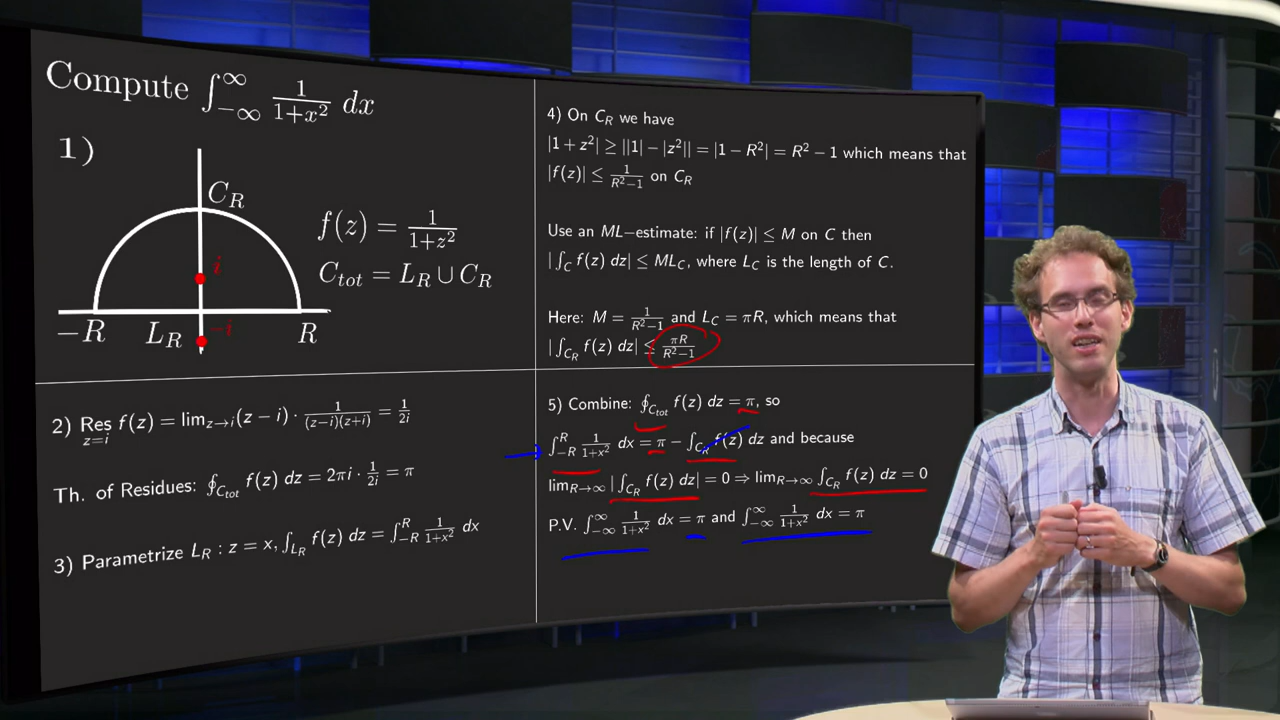 Compute ∫_{-∞}^{∞} 1/(1+x²) dx
1)
C_R
i
f(z) = 1/(1+z²)
C_tot = L_R ∪ C_R
−R L_R −i R
2) Res_{z=i} f(z) = lim_{z→i}(z−i) · 1/((z−i)(z+i)) = 1/(2i)
Th. of Residues: ∮_{C_tot} f(z) dz = 2πi · 1/(2i) = π
3) Parametrize L_R : z = x, ∫_{L_R} f(z) dz = ∫_{-R}^{R} 1/(1+x²) dx
4) On C_R we have
|1 + z²| ≥ ||1| − |z²|| = |1 − R²| = R² − 1 which means that
|f(z)| ≤ 1/(R²−1) on C_R
Use an ML−estimate: if |f(z)| ≤ M on C then
|∫_C f(z) dz| ≤ ML_C, where L_C is the length of C.
Here: M = 1/(R²−1) and L_C = πR, which means that
|∫_{C_R} f(z) dz| ≤ πR/(R²−1)
5) Combine: ∮_{C_tot} f(z) dz = π, so
∫_{-R}^{R} 1/(1+x²) dx = π − ∫_{C_R} f(z) dz and because
lim_{R→∞} |∫_{C_R} f(z) dz| = 0 ⇒ lim_{R→∞} ∫_{C_R} f(z) dz = 0
P.V. ∫_{-∞}^{∞} 1/(1+x²) dx = π and ∫_{-∞}^{∞} 1/(1+x²) dx = π